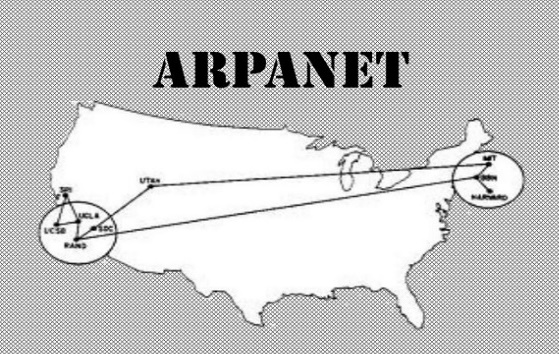 ARPANET
MIT
UTAH
BBN
SRI
HARVARD
UCLA
UCSB
SDC
RAND